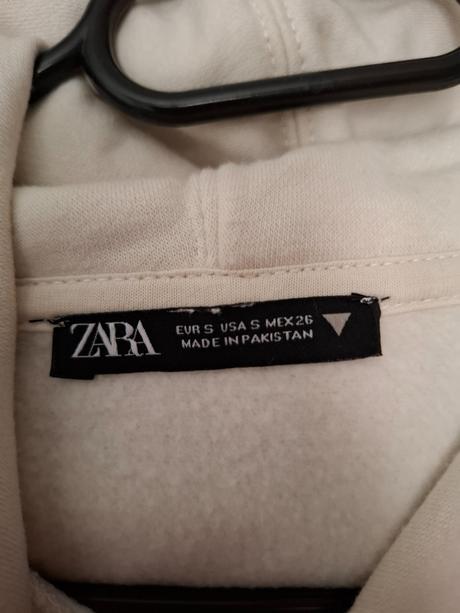 ZARA
EUR S USA S MEX 26
MADE IN PAKISTAN